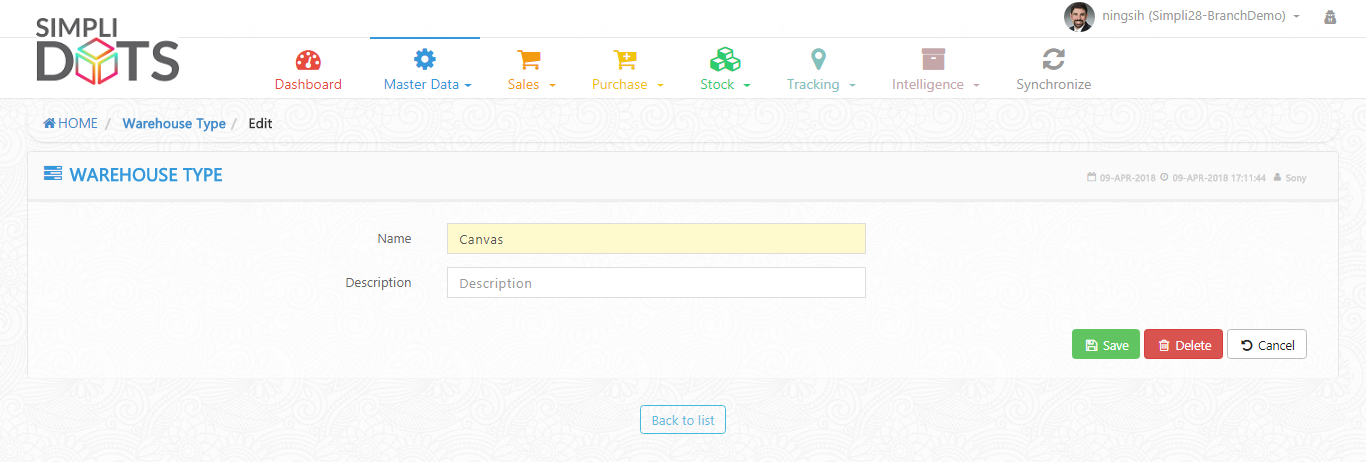 SIMPLI
DOTS
ningsih (Simpli28-BranchDemo)
Dashboard
Master Data
Sales
Purchase
Stock
Tracking
Intelligence
Synchronize
HOME / Warehouse Type / Edit
WAREHOUSE TYPE
09-APR-2018 09-APR-2018 17:11:44 Sony
Name
Canvas
Description
Description
Save
Delete
Cancel
Back to list